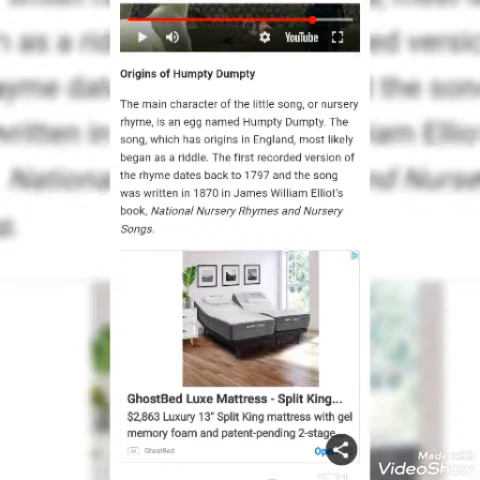 YouTube
Origins of Humpty Dumpty
The main character of the little song, or nursery
rhyme, is an egg named Humpty Dumpty. The
song, which has origins in England, most likely
began as a riddle. The first recorded version of
the rhyme dates back to 1797 and the song
was written in 1870 in James William Elliot's
book, National Nursery Rhymes and Nursery
Songs.
GhostBed Luxe Mattress - Split King...
$2,863 Luxury 13" Split King mattress with gel
memory foam and patent-pending 2-stage
GhostBed
Made with
VideoShow